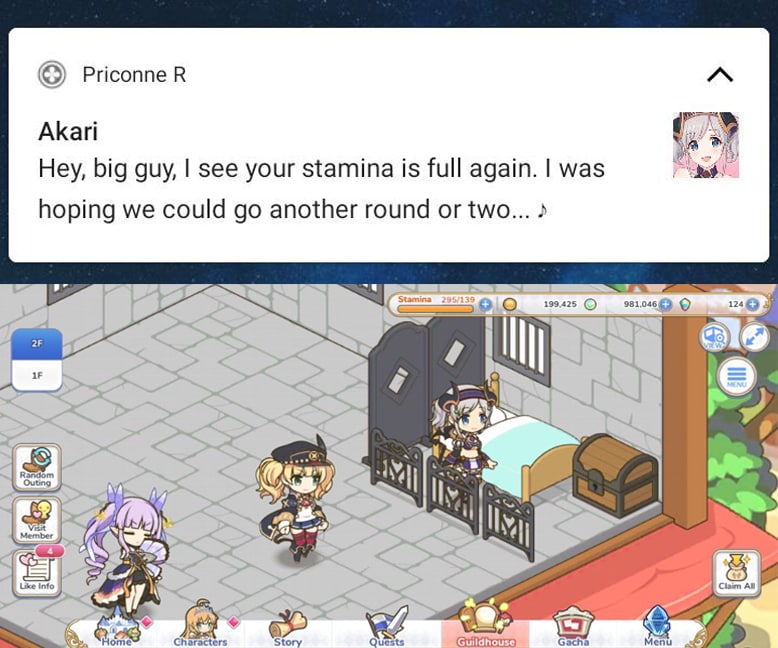 Priconne R
Akari
Hey, big guy, I see your stamina is full again. I was
hoping we could go another round or two... ♪
Stamina 295/139
199,425
981,046
124
2F
1F
VIEW
MENU
Random
Outing
Visit
Member
4
Like Info
Claim All
Home
Characters
Story
Quests
Guildhouse
Gacha
Menu